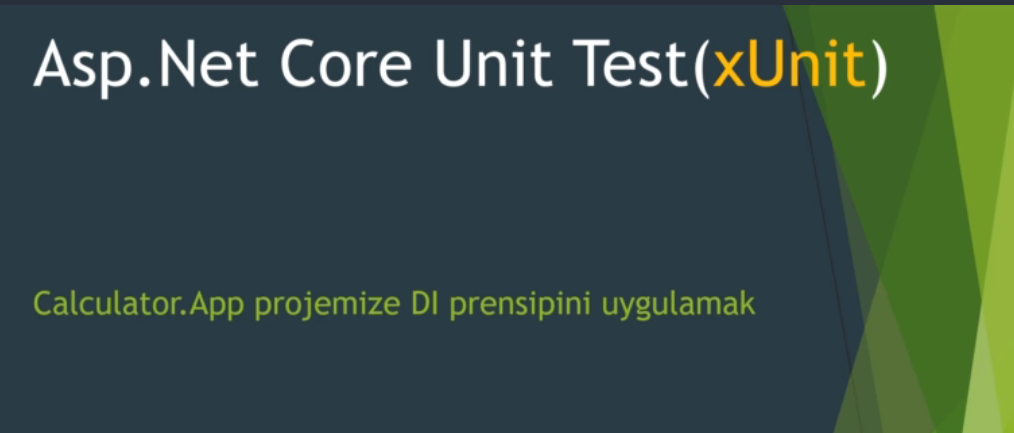 Asp.Net Core Unit Test(xUnit)
Calculator.App projemize DI prensipini uygulamak